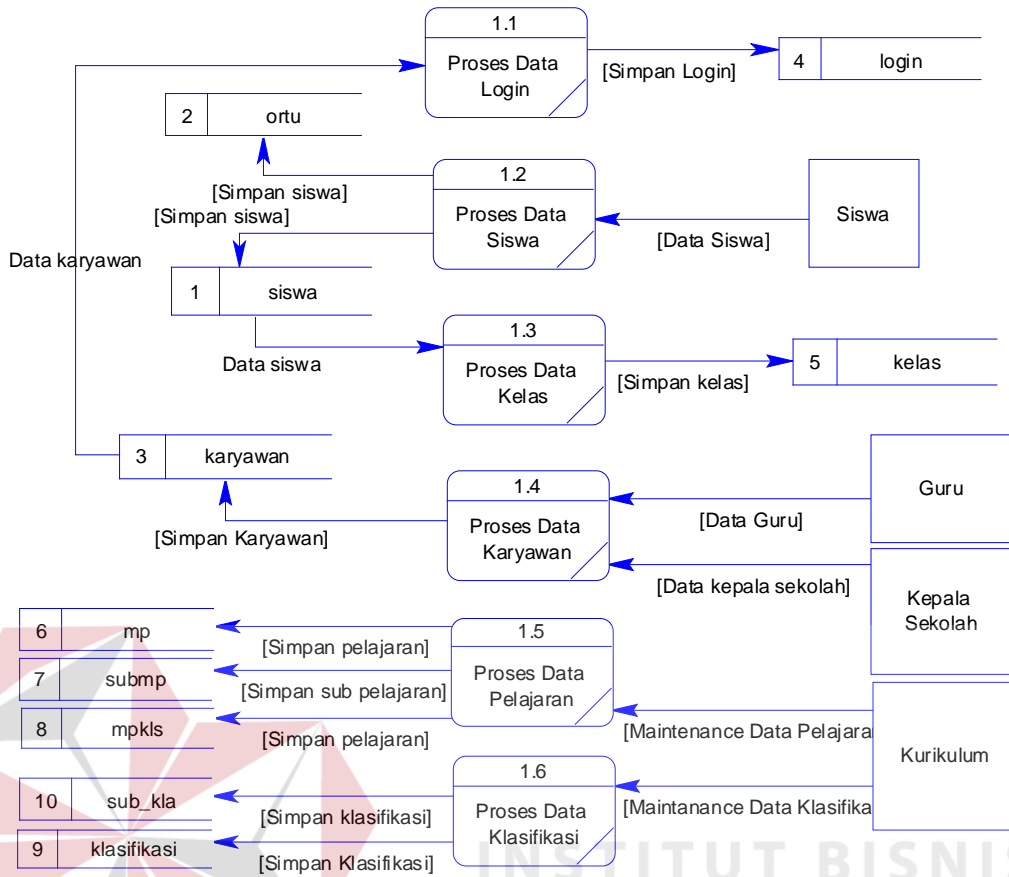 1.1
Proses Data
Login
[Simpan Login]
4 login
2 ortu
[Simpan siswa]
[Simpan siswa]
1.2
Proses Data
Siswa
[Data Siswa]
Siswa
Data karyawan
1 siswa
Data siswa
1.3
Proses Data
Kelas
[Simpan kelas]
5 kelas
3 karyawan
[Simpan Karyawan]
1.4
Proses Data
Karyawan
[Data Guru]
Guru
[Data kepala sekolah]
Kepala
Sekolah
6 mp
[Simpan pelajaran]
7 submp
[Simpan sub pelajaran]
8 mpkls
[Simpan pelajaran]
1.5
Proses Data
Pelajaran
[Maintenance Data Pelajara
Kurikulum
10 sub_kla
[Simpan klasifikasi]
9 klasifikasi
[Simpan Klasifikasi]
1.6
Proses Data
Klasifikasi
[Maintanance Data Klasifika
INSTITUT BISNIS